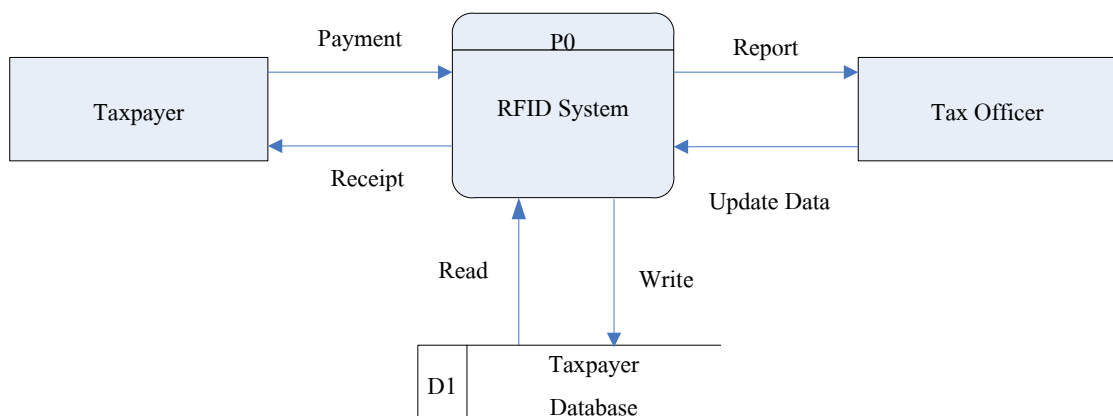 Payment
P0
Report
Taxpayer
RFID System
Tax Officer
Receipt
Update Data
Read
Write
D1
Taxpayer
Database